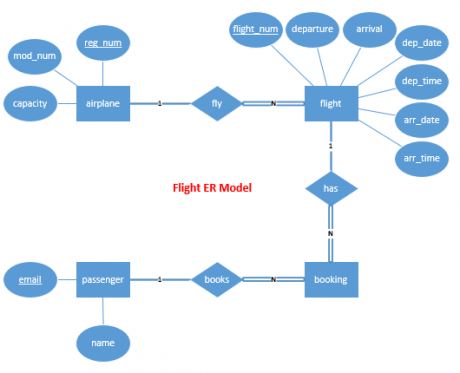 flight_num
departure
arrival
reg_num
dep_date
mod_num
dep_time
capacity
airplane
1
fly
N
flight
arr_date
1
arr_time
Flight ER Model
has
N
email
passenger
1
books
N
booking
name